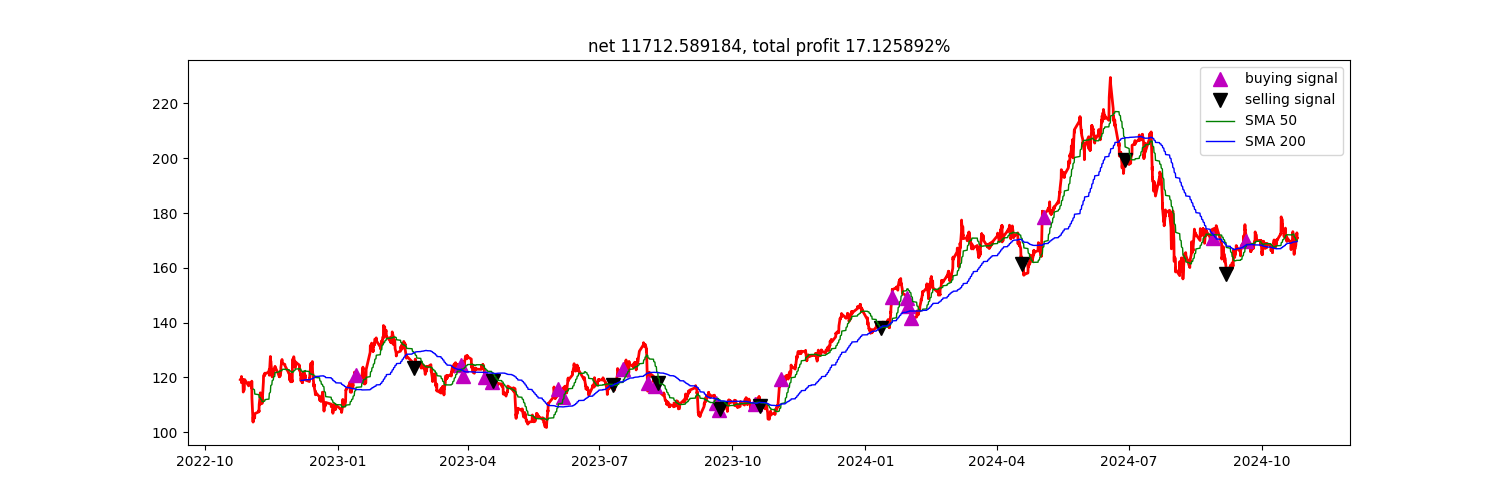 net 11712.589184, total profit 17.125892%
buying signal
selling signal
SMA 50
SMA 200
220
200
180
160
140
120
100
2022-10 2023-01 2023-04 2023-07 2023-10 2024-01 2024-04 2024-07 2024-10